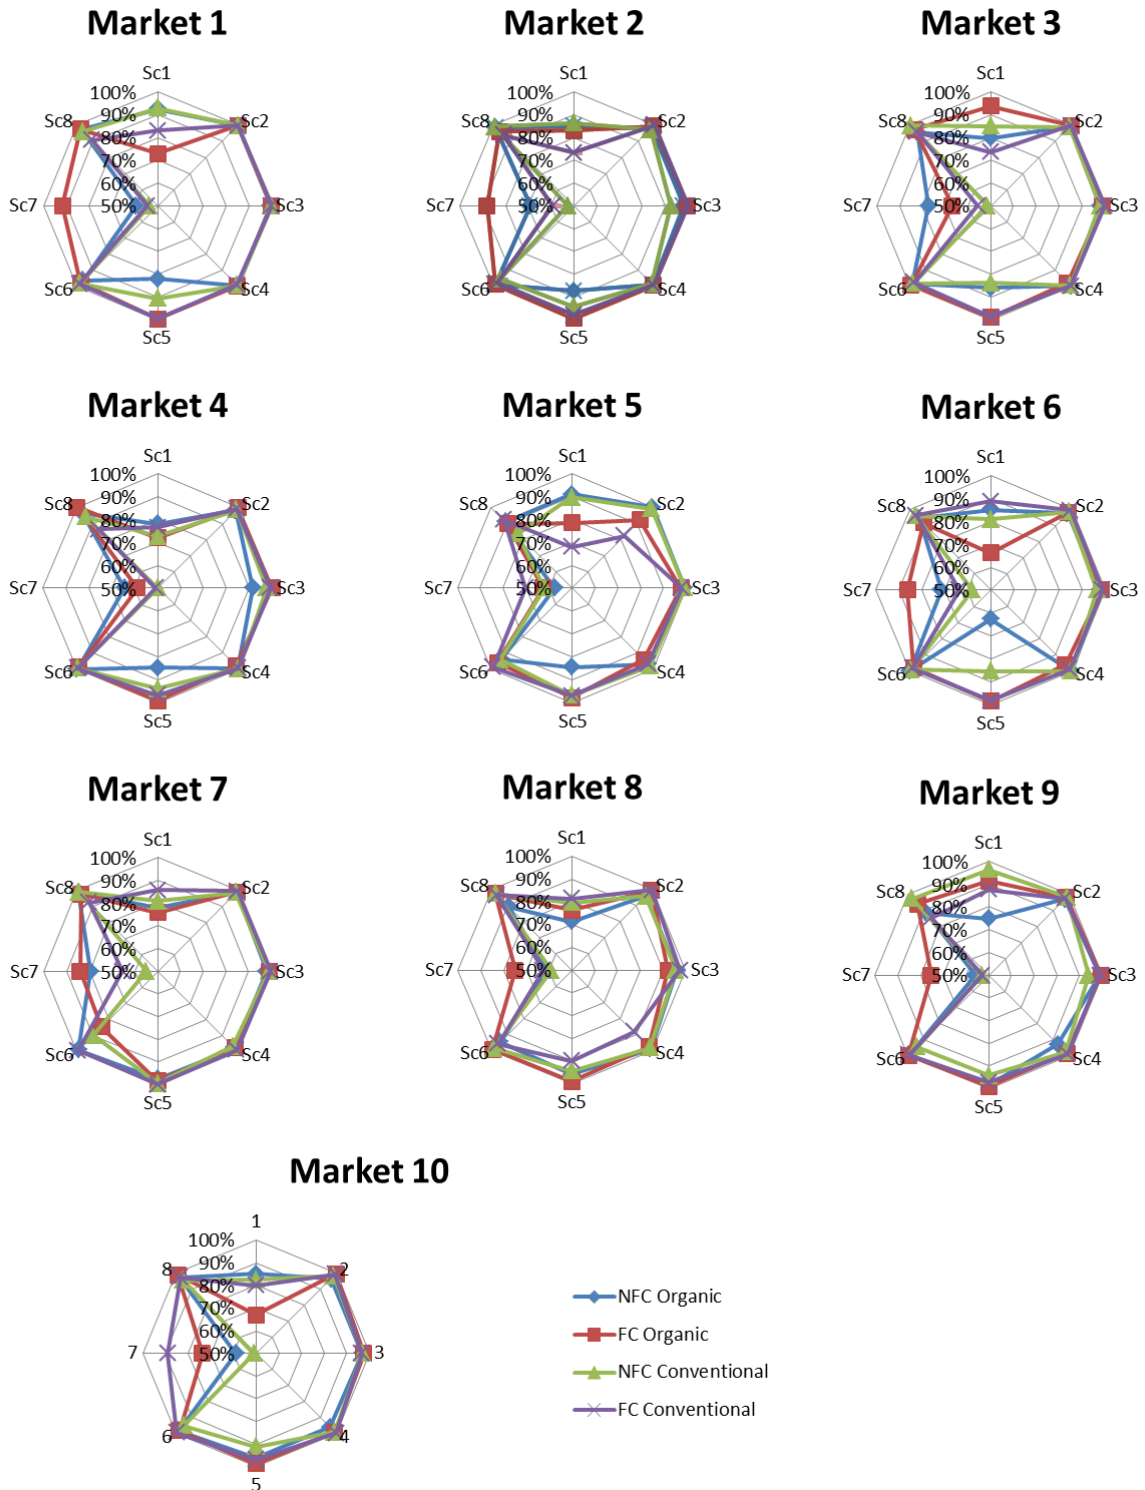 Market 1
Market 2
Market 3
Sc1
100%
90%
80%
70%
60%
50%
Sc2
Sc3
Sc4
Sc5
Sc6
Sc7
Sc8
Sc1
100%
90%
80%
70%
60%
50%
Sc2
Sc3
Sc4
Sc5
Sc6
Sc7
Sc8
Sc1
100%
90%
80%
70%
60%
50%
Sc2
Sc3
Sc4
Sc5
Sc6
Sc7
Sc8
Market 4
Market 5
Market 6
Sc1
100%
90%
80%
70%
60%
50%
Sc2
Sc3
Sc4
Sc5
Sc6
Sc7
Sc8
Sc1
100%
90%
80%
70%
60%
50%
Sc2
Sc3
Sc4
Sc5
Sc6
Sc7
Sc8
Sc1
100%
90%
80%
70%
60%
50%
Sc2
Sc3
Sc4
Sc5
Sc6
Sc7
Sc8
Market 7
Market 8
Market 9
Sc1
100%
90%
80%
70%
60%
50%
Sc2
Sc3
Sc4
Sc5
Sc6
Sc7
Sc8
Sc1
100%
90%
80%
70%
60%
50%
Sc2
Sc3
Sc4
Sc5
Sc6
Sc7
Sc8
Sc1
100%
90%
80%
70%
60%
50%
Sc2
Sc3
Sc4
Sc5
Sc6
Sc7
Sc8
Market 10
1
100%
90%
80%
70%
60%
50%
2
3
4
5
6
7
8
NFC Organic
FC Organic
NFC Conventional
FC Conventional